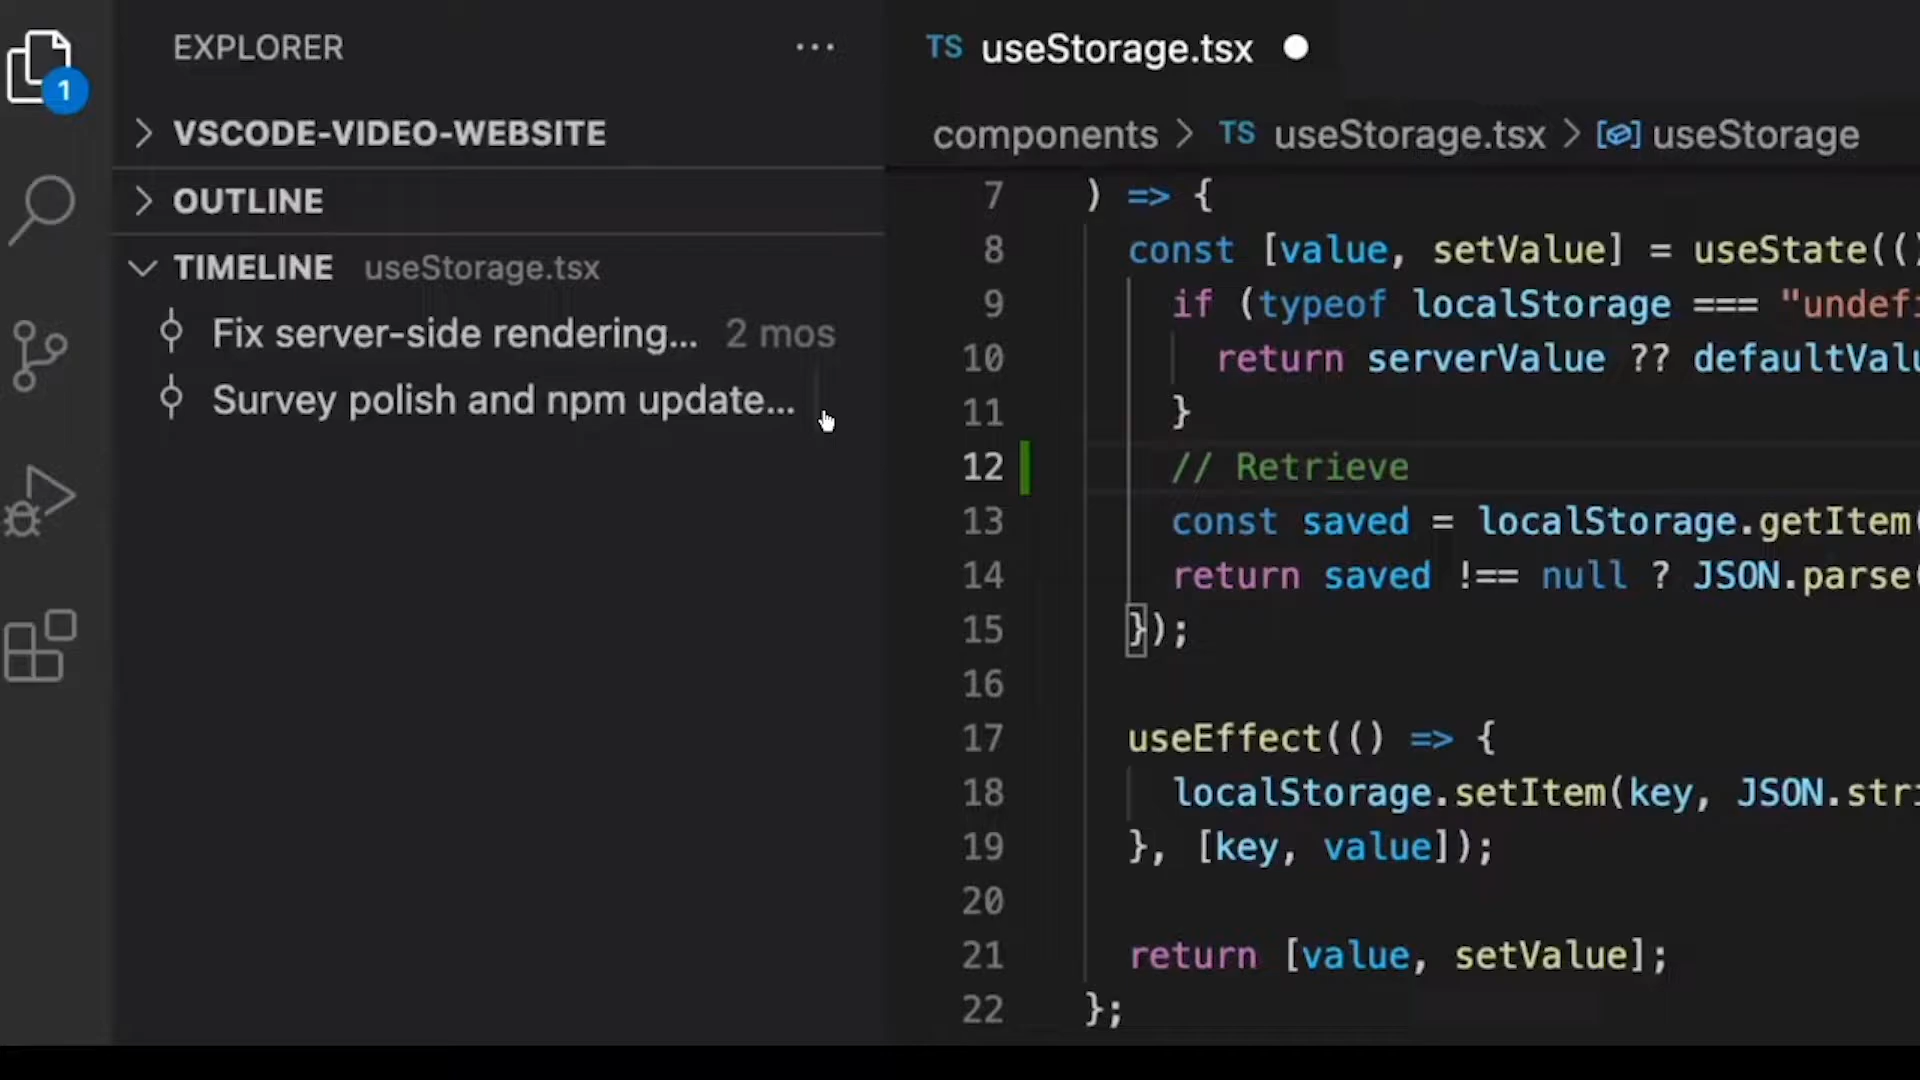 1
EXPLORER ...
VSCODE-VIDEO-WEBSITE
OUTLINE
TIMELINE useStorage.tsx
Fix server-side rendering... 2 mos
Survey polish and npm update...
TS useStorage.tsx
components > TS useStorage.tsx > useStorage
7 ) => {
8 const [value, setValue] = useState(()
9 if (typeof localStorage === "undefi
10 return serverValue ?? defaultValu
11 }
12 // Retrieve
13 const saved = localStorage.getItem(
14 return saved !== null ? JSON.parse(
15 });
16
17 useEffect(() => {
18 localStorage.setItem(key, JSON.stri
19 }, [key, value]);
20
21 return [value, setValue];
22 };